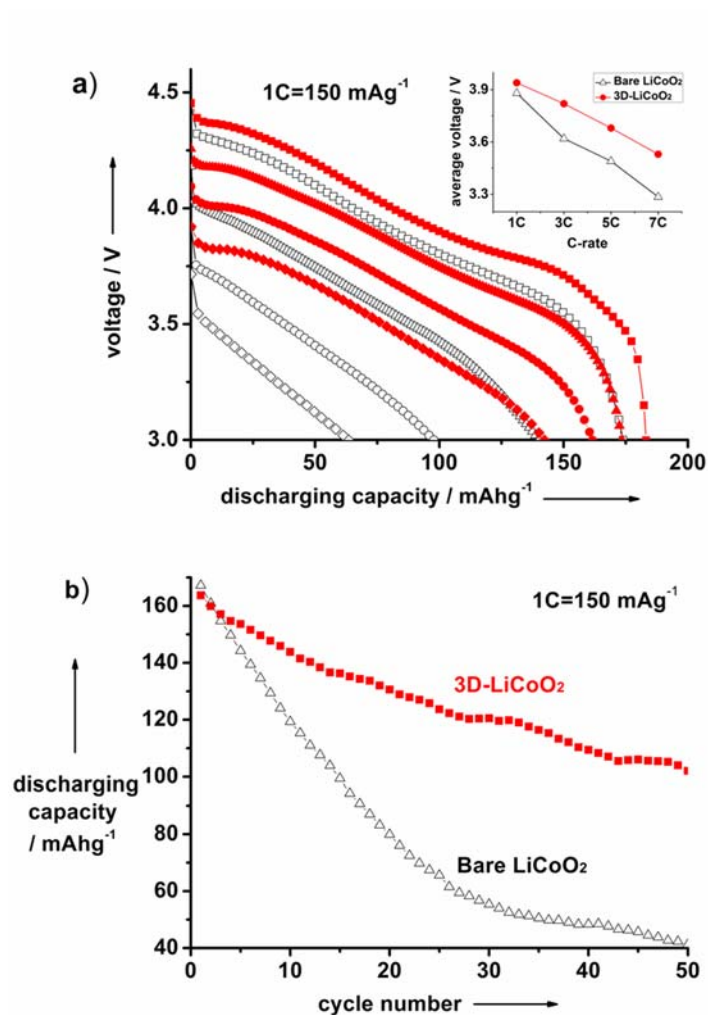 a)
1C=150 mAg⁻¹
Bare LiCoO₂
3D-LiCoO₂
average voltage / V
3.9
3.6
3.3
1C 3C 5C 7C
C-rate
voltage / V
4.5
4.0
3.5
3.0
0 50 100 150 200
discharging capacity / mAhg⁻¹
b)
1C=150 mAg⁻¹
3D-LiCoO₂
Bare LiCoO₂
discharging
capacity
/ mAhg⁻¹
160
140
120
100
80
60
40
0 10 20 30 40 50
cycle number